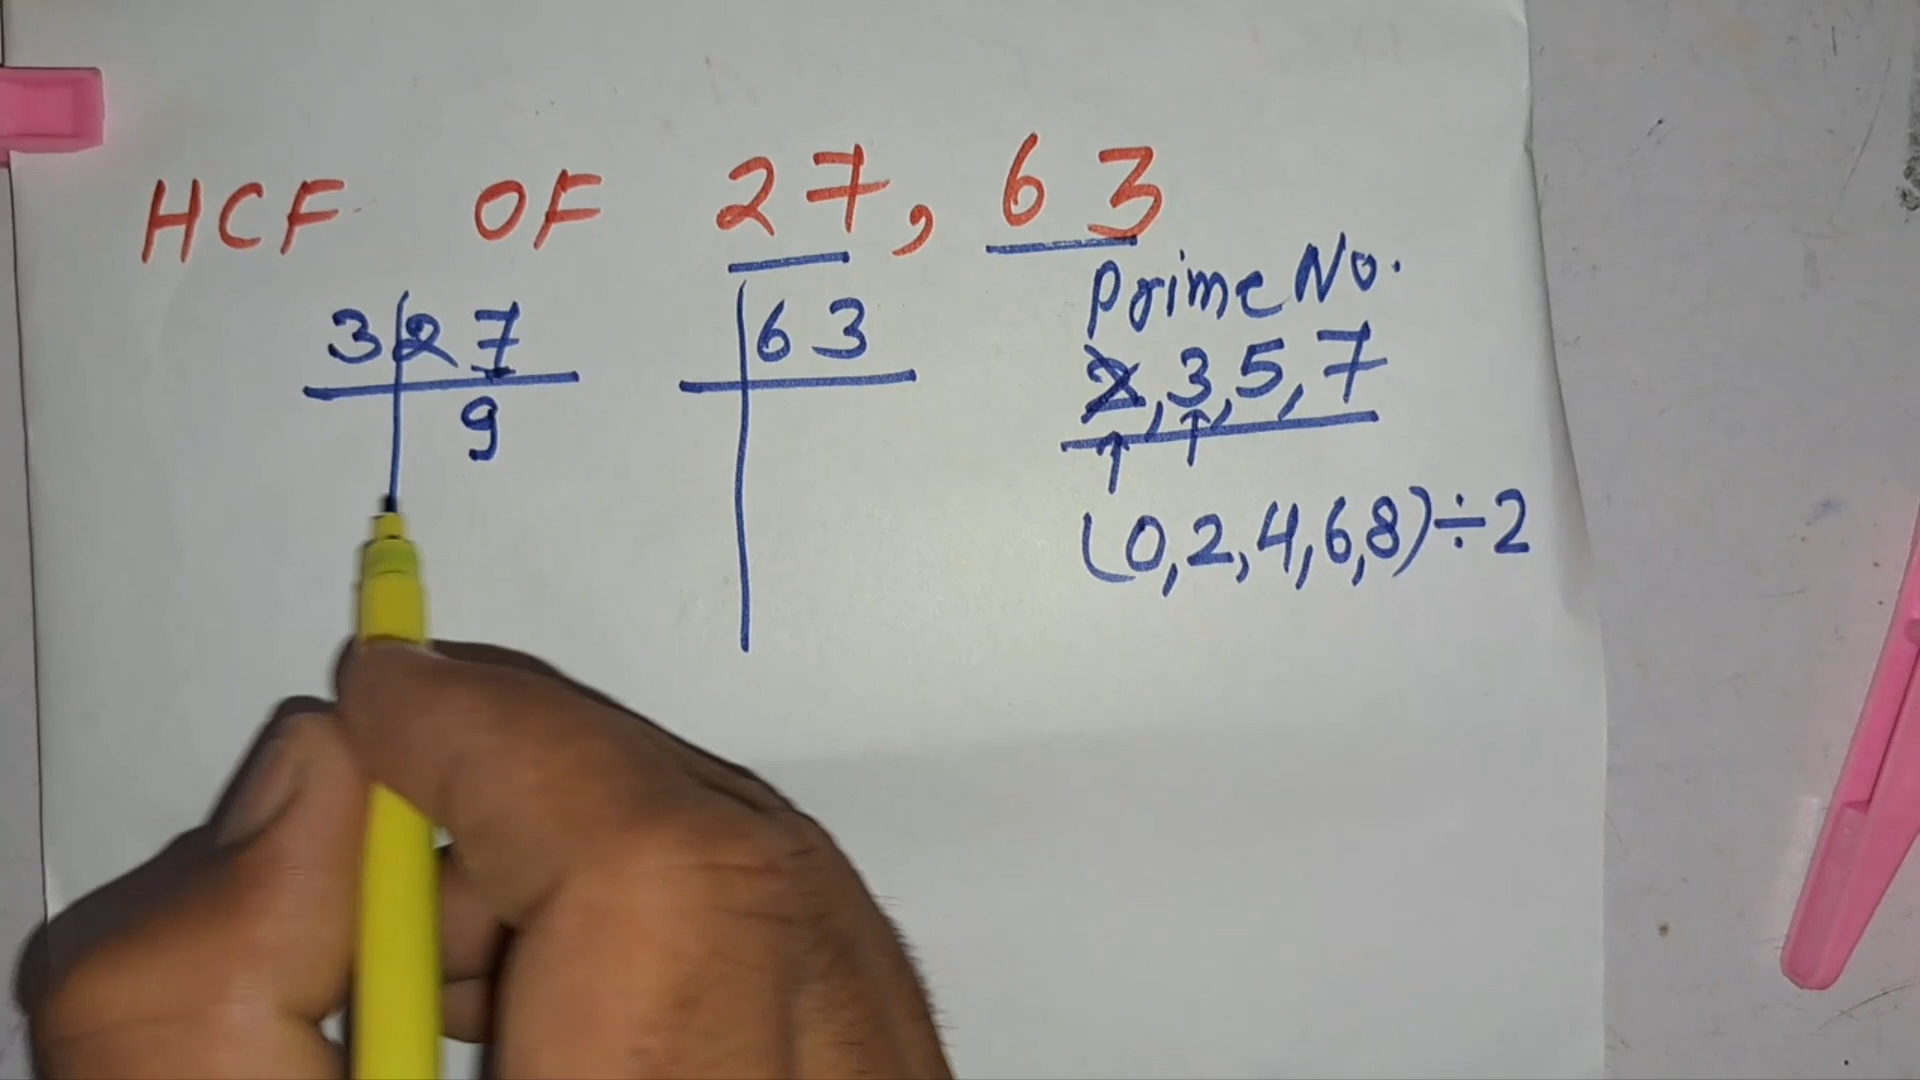 HCF OF 27, 63
3 27
9
63
Prime No.
2, 3, 5, 7
(0, 2, 4, 6, 8) ÷ 2